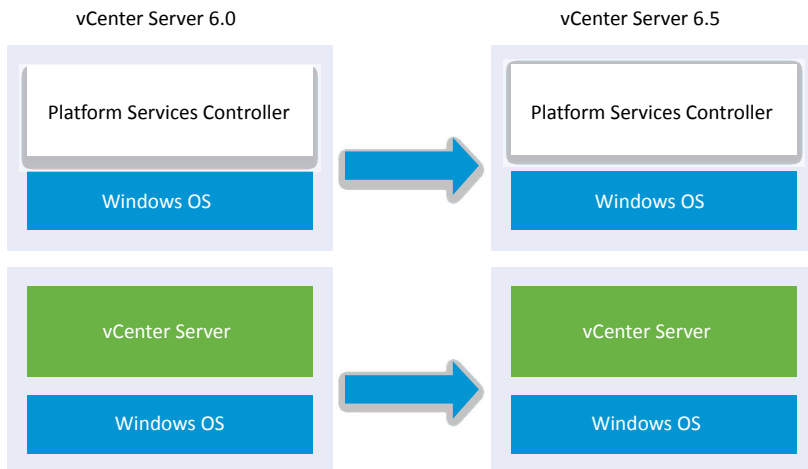 vCenter Server 6.0
vCenter Server 6.5
Platform Services Controller
Platform Services Controller
Windows OS
Windows OS
vCenter Server
vCenter Server
Windows OS
Windows OS